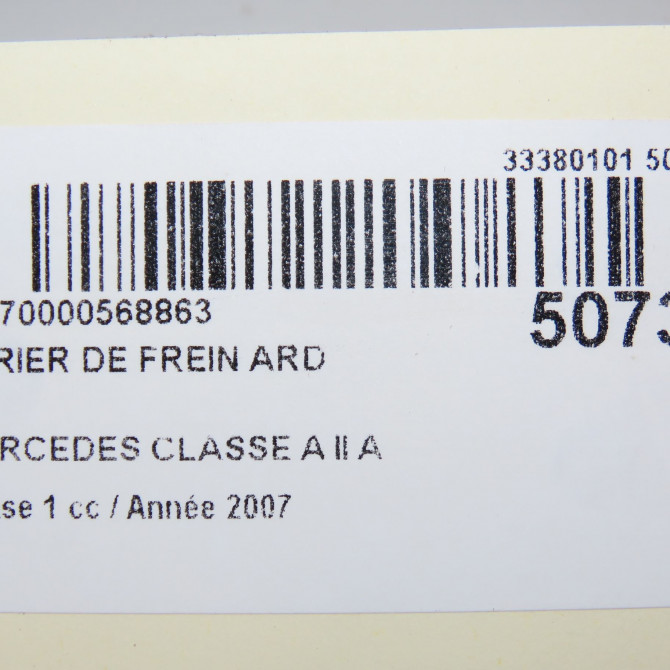 33380101 50
70000568863
5073
RIER DE FREIN ARD
RCEDES CLASSE A II A
se 1 cc / Année 2007